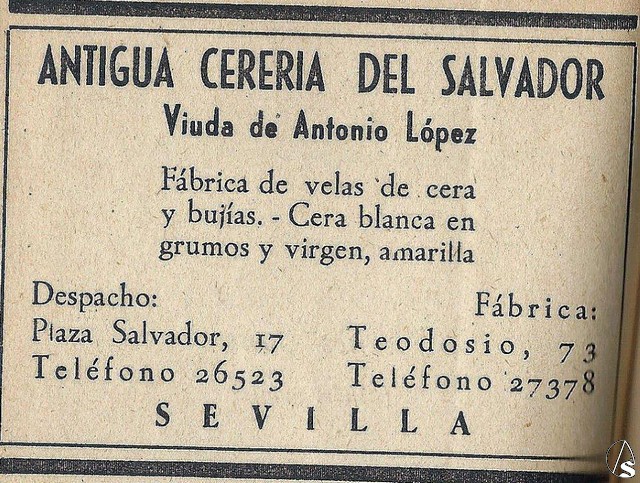 ANTIGUA CERERIA DEL SALVADOR
Viuda de Antonio López
Fábrica de velas de cera
y bujías. - Cera blanca en
grumos y virgen, amarilla
Despacho:
Plaza Salvador, 17
Teléfono 26523
Fábrica:
Teodosio, 73
Teléfono 27378
SEVILLA